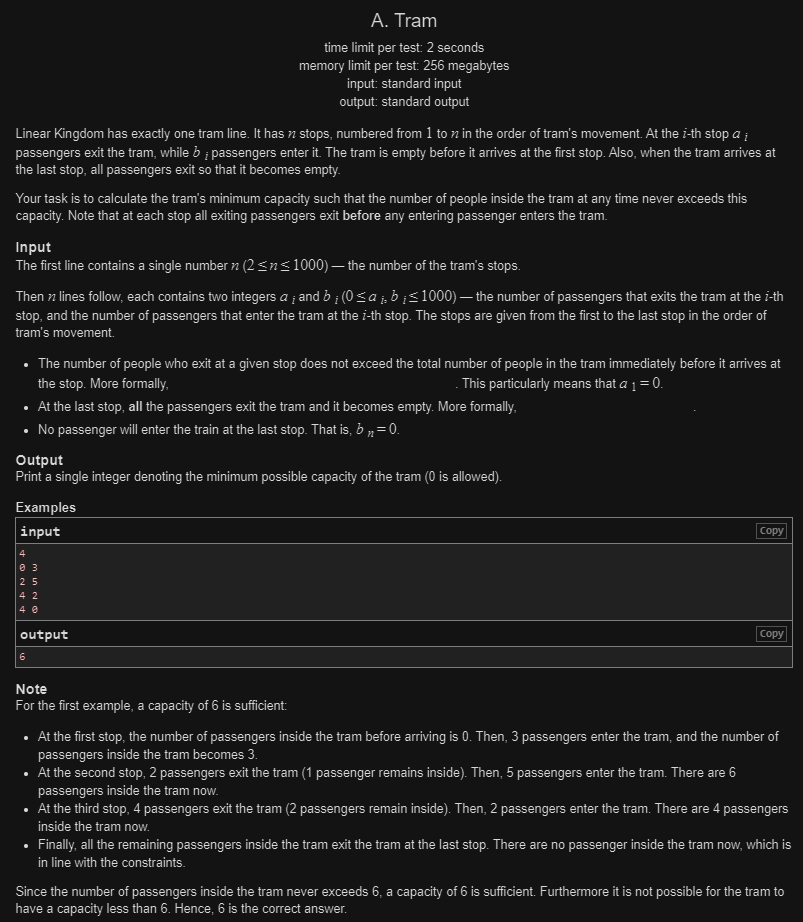 A. Tram
time limit per test: 2 seconds
memory limit per test: 256 megabytes
input: standard input
output: standard output
Linear Kingdom has exactly one tram line. It has n stops, numbered from 1 to n in the order of tram's movement. At the i-th stop a i
passengers exit the tram, while b i passengers enter it. The tram is empty before it arrives at the first stop. Also, when the tram arrives at
the last stop, all passengers exit so that it becomes empty.
Your task is to calculate the tram's minimum capacity such that the number of people inside the tram at any time never exceeds this
capacity. Note that at each stop all exiting passengers exit before any entering passenger enters the tram.
Input
The first line contains a single number n (2 ≤ n ≤ 1000) — the number of the tram's stops.
Then n lines follow, each contains two integers a i and b i (0 ≤ a i, b i ≤ 1000) — the number of passengers that exits the tram at the i-th
stop, and the number of passengers that enter the tram at the i-th stop. The stops are given from the first to the last stop in the order of
tram's movement.
• The number of people who exit at a given stop does not exceed the total number of people in the tram immediately before it arrives at
the stop. More formally, . This particularly means that a 1 = 0.
• At the last stop, all the passengers exit the tram and it becomes empty. More formally, .
• No passenger will enter the train at the last stop. That is, b n = 0.
Output
Print a single integer denoting the minimum possible capacity of the tram (0 is allowed).
Examples
input Copy
4
0 3
2 5
4 2
4 0
output Copy
6
Note
For the first example, a capacity of 6 is sufficient:
• At the first stop, the number of passengers inside the tram before arriving is 0. Then, 3 passengers enter the tram, and the number of
passengers inside the tram becomes 3.
• At the second stop, 2 passengers exit the tram (1 passenger remains inside). Then, 5 passengers enter the tram. There are 6
passengers inside the tram now.
• At the third stop, 4 passengers exit the tram (2 passengers remain inside). Then, 2 passengers enter the tram. There are 4 passengers
inside the tram now.
• Finally, all the remaining passengers inside the tram exit the tram at the last stop. There are no passenger inside the tram now, which is
in line with the constraints.
Since the number of passengers inside the tram never exceeds 6, a capacity of 6 is sufficient. Furthermore it is not possible for the tram to
have a capacity less than 6. Hence, 6 is the correct answer.